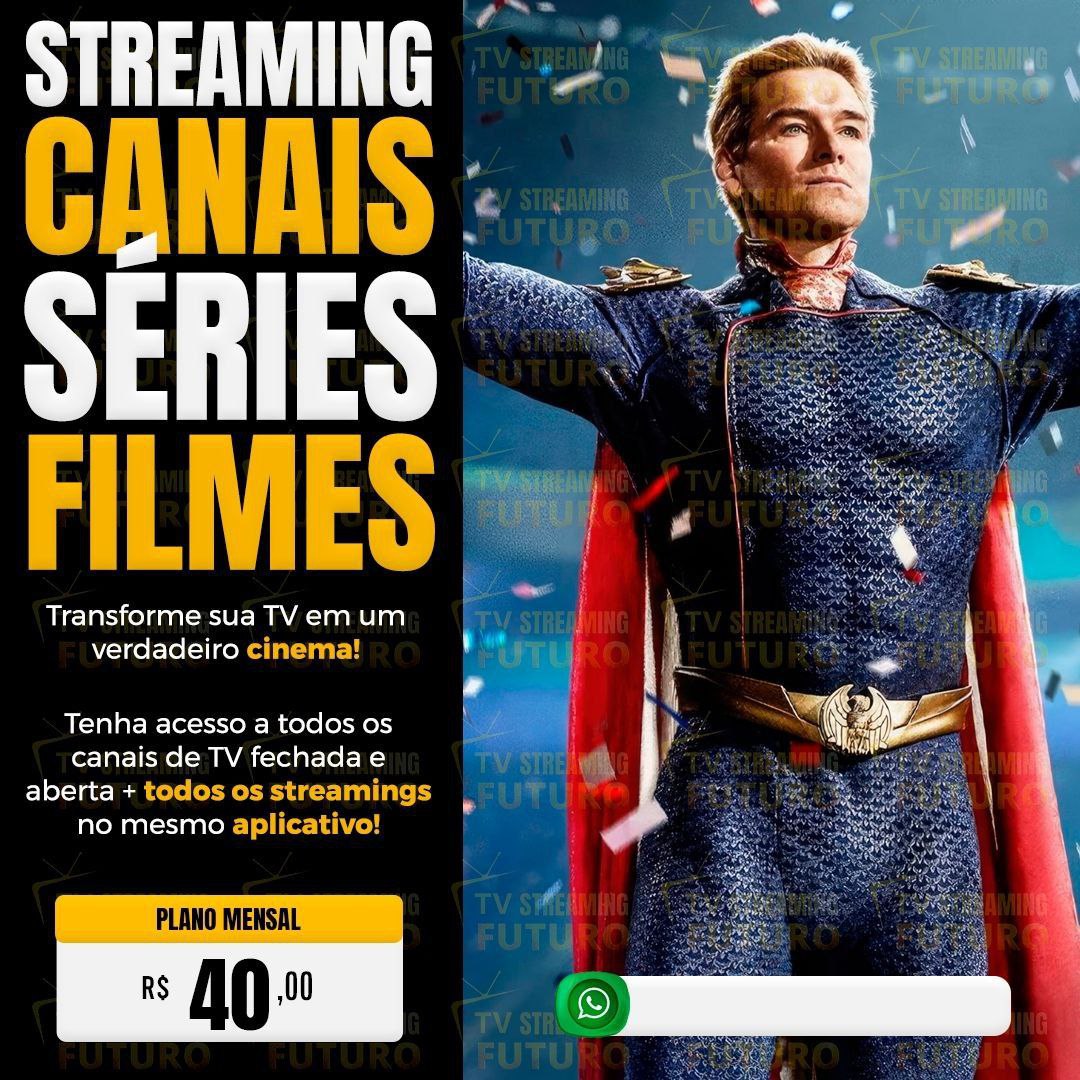 STREAMING
CANAIS
SÉRIES
FILMES
Transforme sua TV em um
verdadeiro cinema!
Tenha acesso a todos os
canais de TV fechada e
aberta + todos os streamings
no mesmo aplicativo!
PLANO MENSAL
R$ 40,00
TV STREAMING
FUTURO